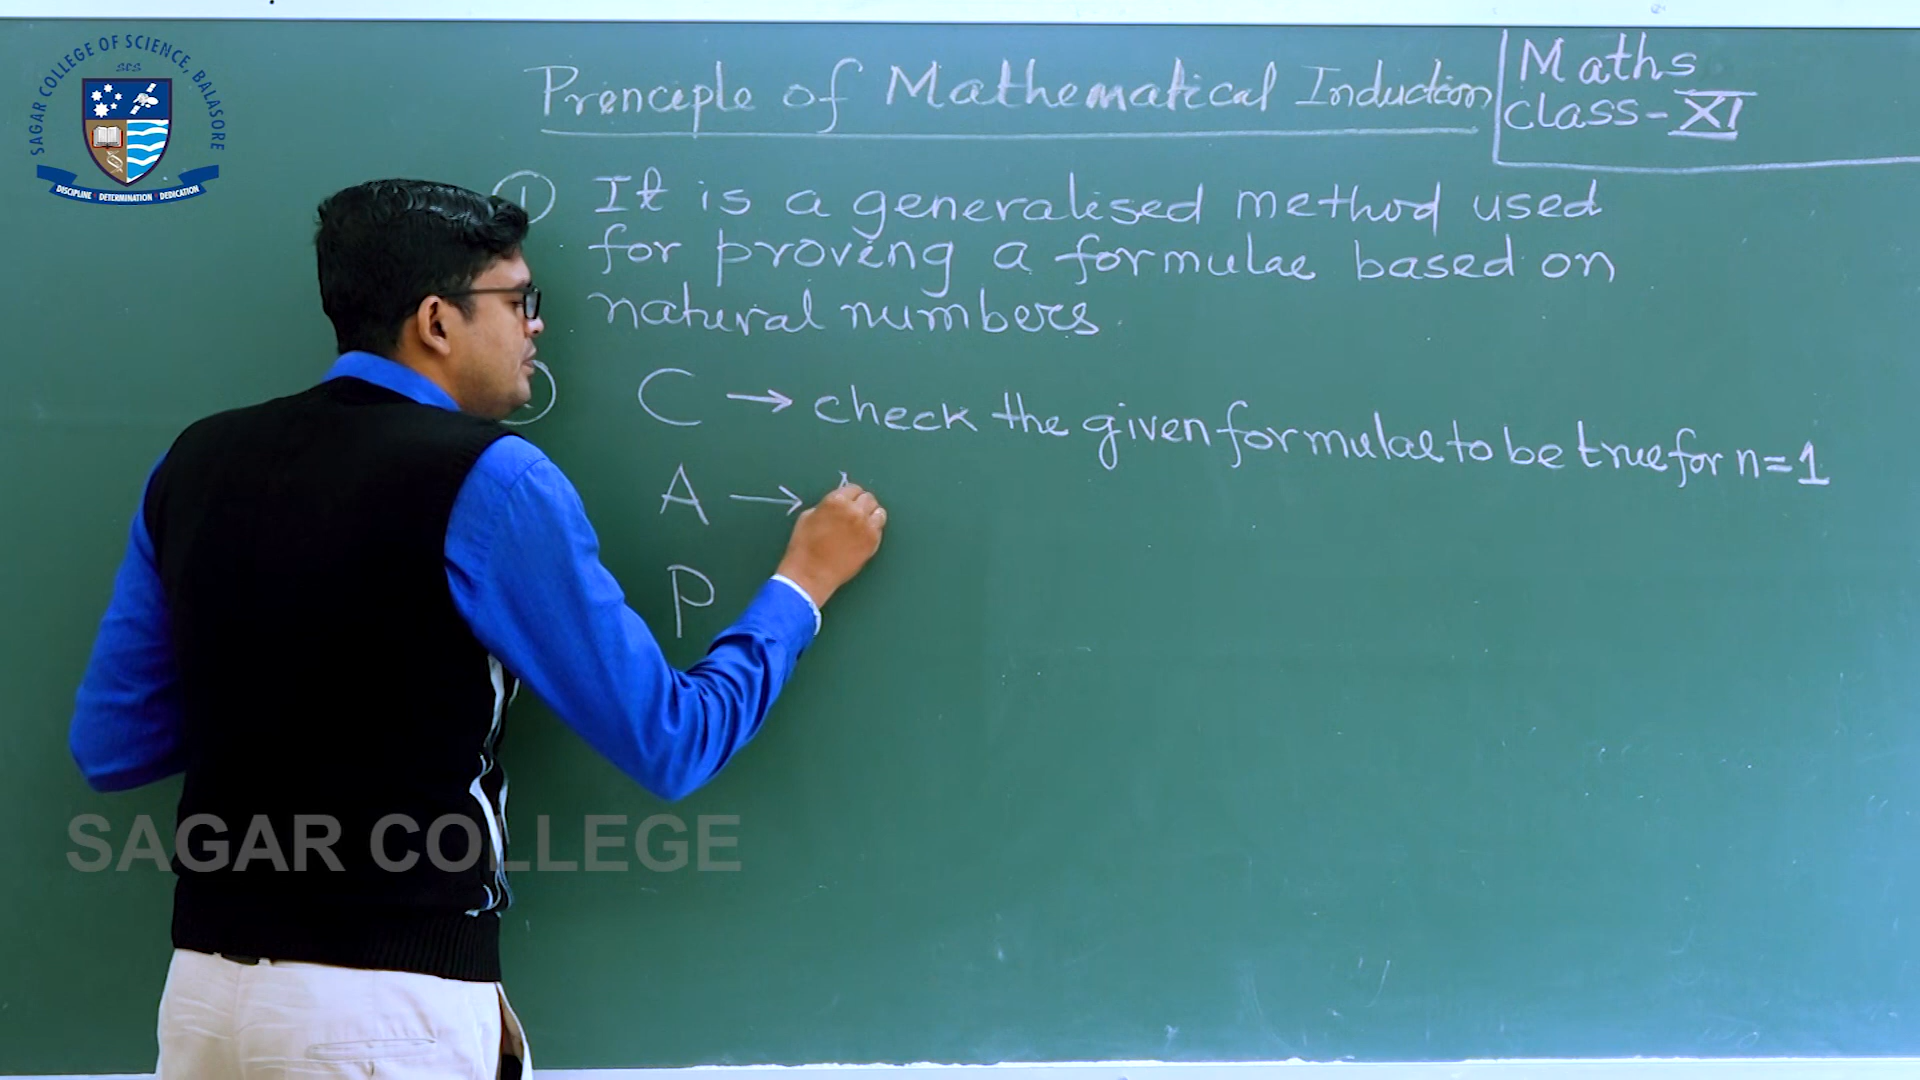 SAGAR COLLEGE OF SCIENCE, BALASORE
SCS
DISCIPLINE DETERMINATION DEDICATION
Principle of Mathematical Induction
Maths
class-XI
1 It is a generalised method used
for proving a formulae based on
natural numbers.
C → check the given formulae to be true for n=1
A →
P
SAGAR COLLEGE